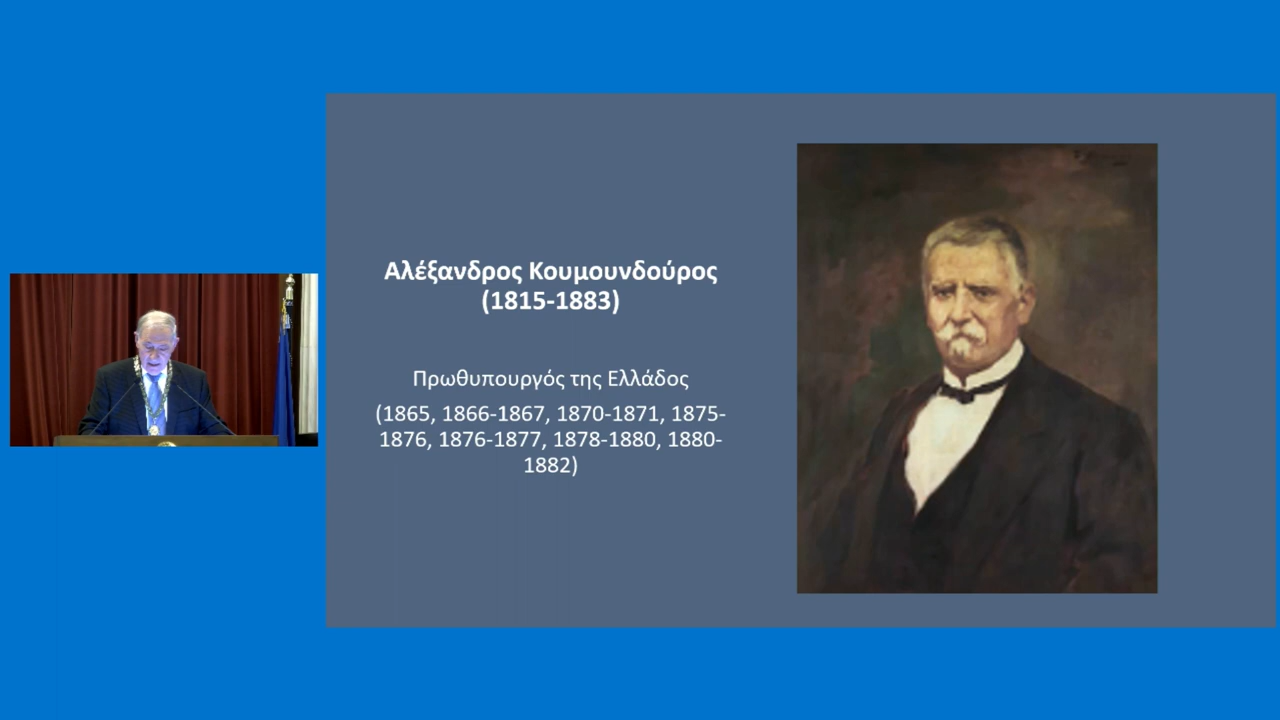 Αλέξανδρος Κουμουνδούρος
(1815-1883)
Πρωθυπουργός της Ελλάδος
(1865, 1866-1867, 1870-1871, 1875-
1876, 1876-1877, 1878-1880, 1880-
1882)